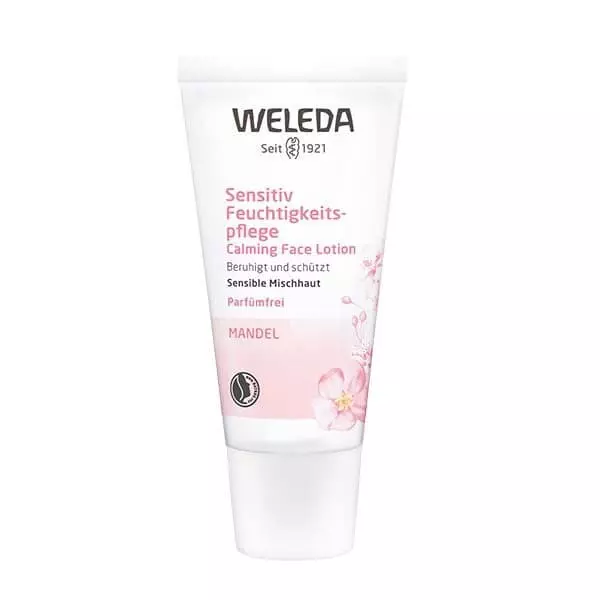 WELEDA
Seit 1921
Sensitiv
Feuchtigkeits-
pflege
Calming Face Lotion
Beruhigt und schützt
Sensible Mischhaut
Parfümfrei
MANDEL